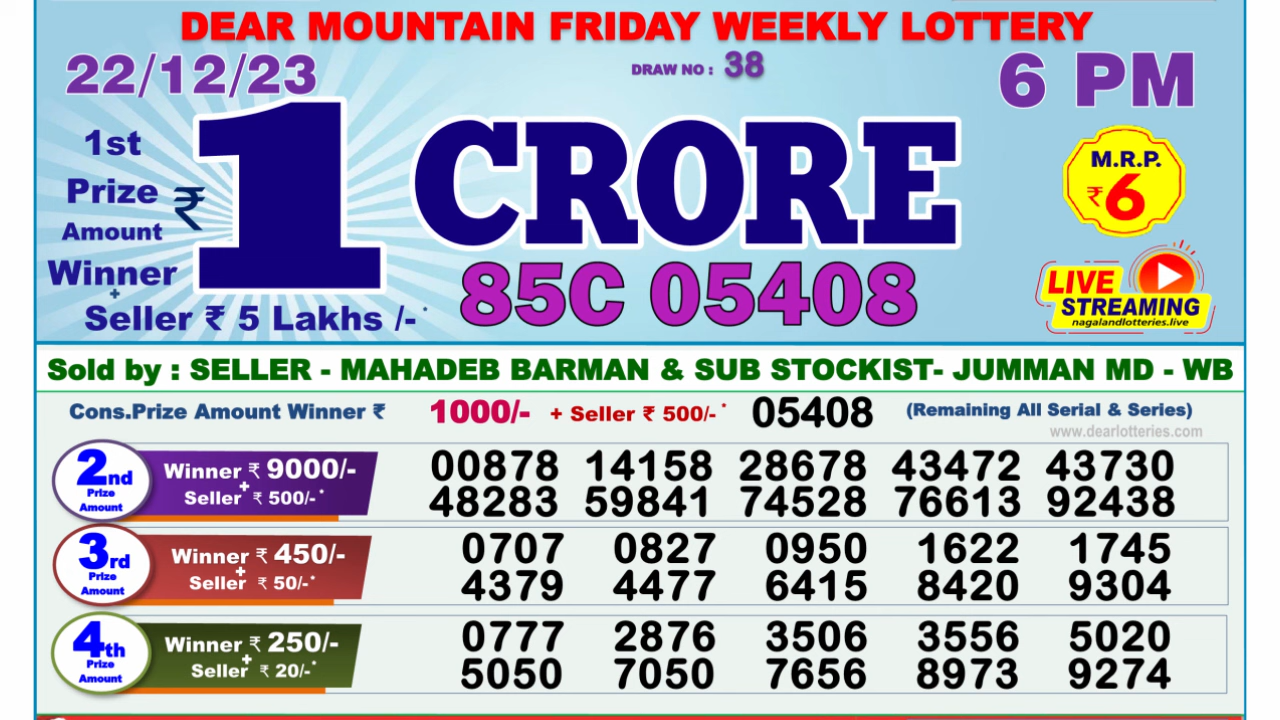 DEAR MOUNTAIN FRIDAY WEEKLY LOTTERY
22/12/23
DRAW NO : 38
6 PM
1st
Prize
Amount
Winner
+
Seller ₹ 5 Lakhs /-*
₹ 1 CRORE
85C 05408
M.R.P.
₹6
LIVE
STREAMING
nagalandlotteries.live
Sold by : SELLER - MAHADEB BARMAN & SUB STOCKIST- JUMMAN MD - WB
Cons.Prize Amount Winner ₹ 1000/- + Seller ₹ 500/-* 05408 (Remaining All Serial & Series)
www.dearlotteries.com
2nd
Prize
Amount
Winner ₹ 9000/-
+
Seller ₹ 500/-*
00878 14158 28678 43472 43730
48283 59841 74528 76613 92438
3rd
Prize
Amount
Winner ₹ 450/-
+
Seller ₹ 50/-*
0707 0827 0950 1622 1745
4379 4477 6415 8420 9304
4th
Prize
Amount
Winner ₹ 250/-
+
Seller ₹ 20/-*
0777 2876 3506 3556 5020
5050 7050 7656 8973 9274